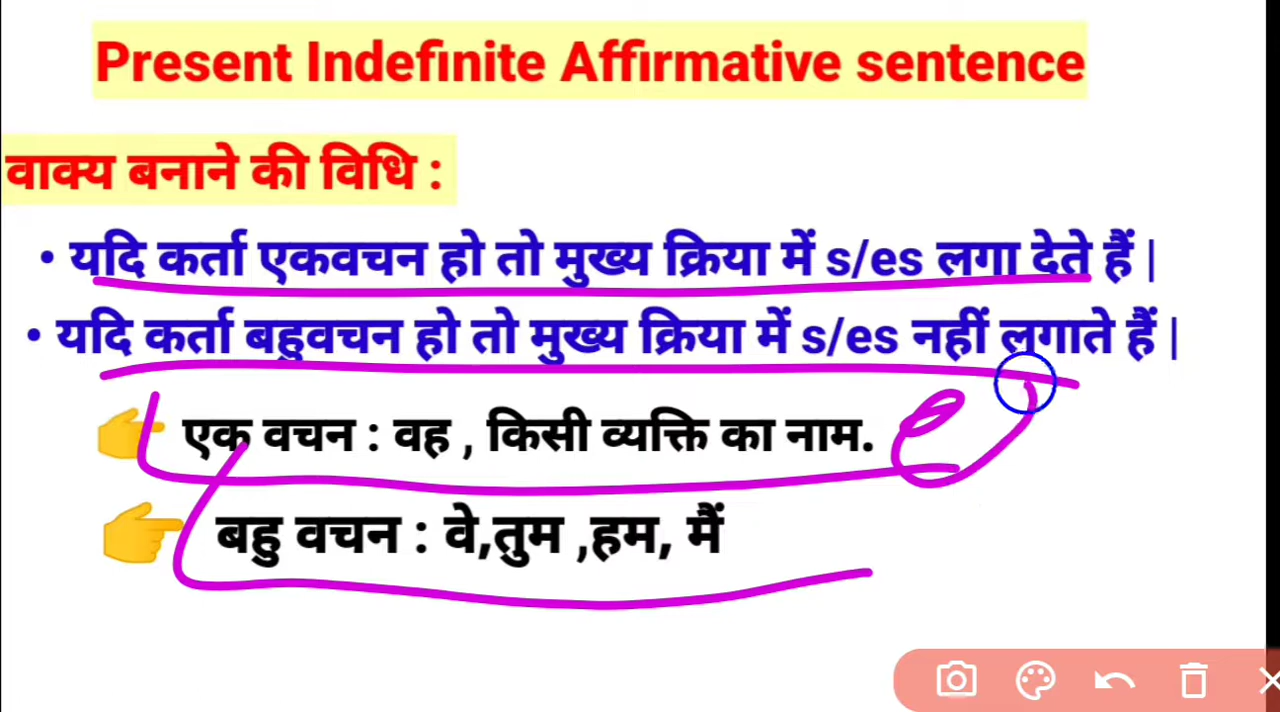 Present Indefinite Affirmative sentence
वाक्य बनाने की विधि :
• यदि कर्ता एकवचन हो तो मुख्य क्रिया में s/es लगा देते हैं |
• यदि कर्ता बहुवचन हो तो मुख्य क्रिया में s/es नहीं लगाते हैं |
एक वचन : वह , किसी व्यक्ति का नाम.
बहु वचन : वे,तुम ,हम, मैं